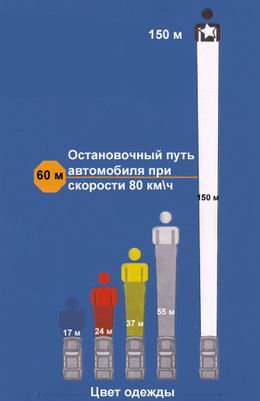 150 м
Остановочный путь
60 м
автомобиля при
скорости 80 км\ч
150 м
55 м
37 м
24 м
17 м
Цвет одежды